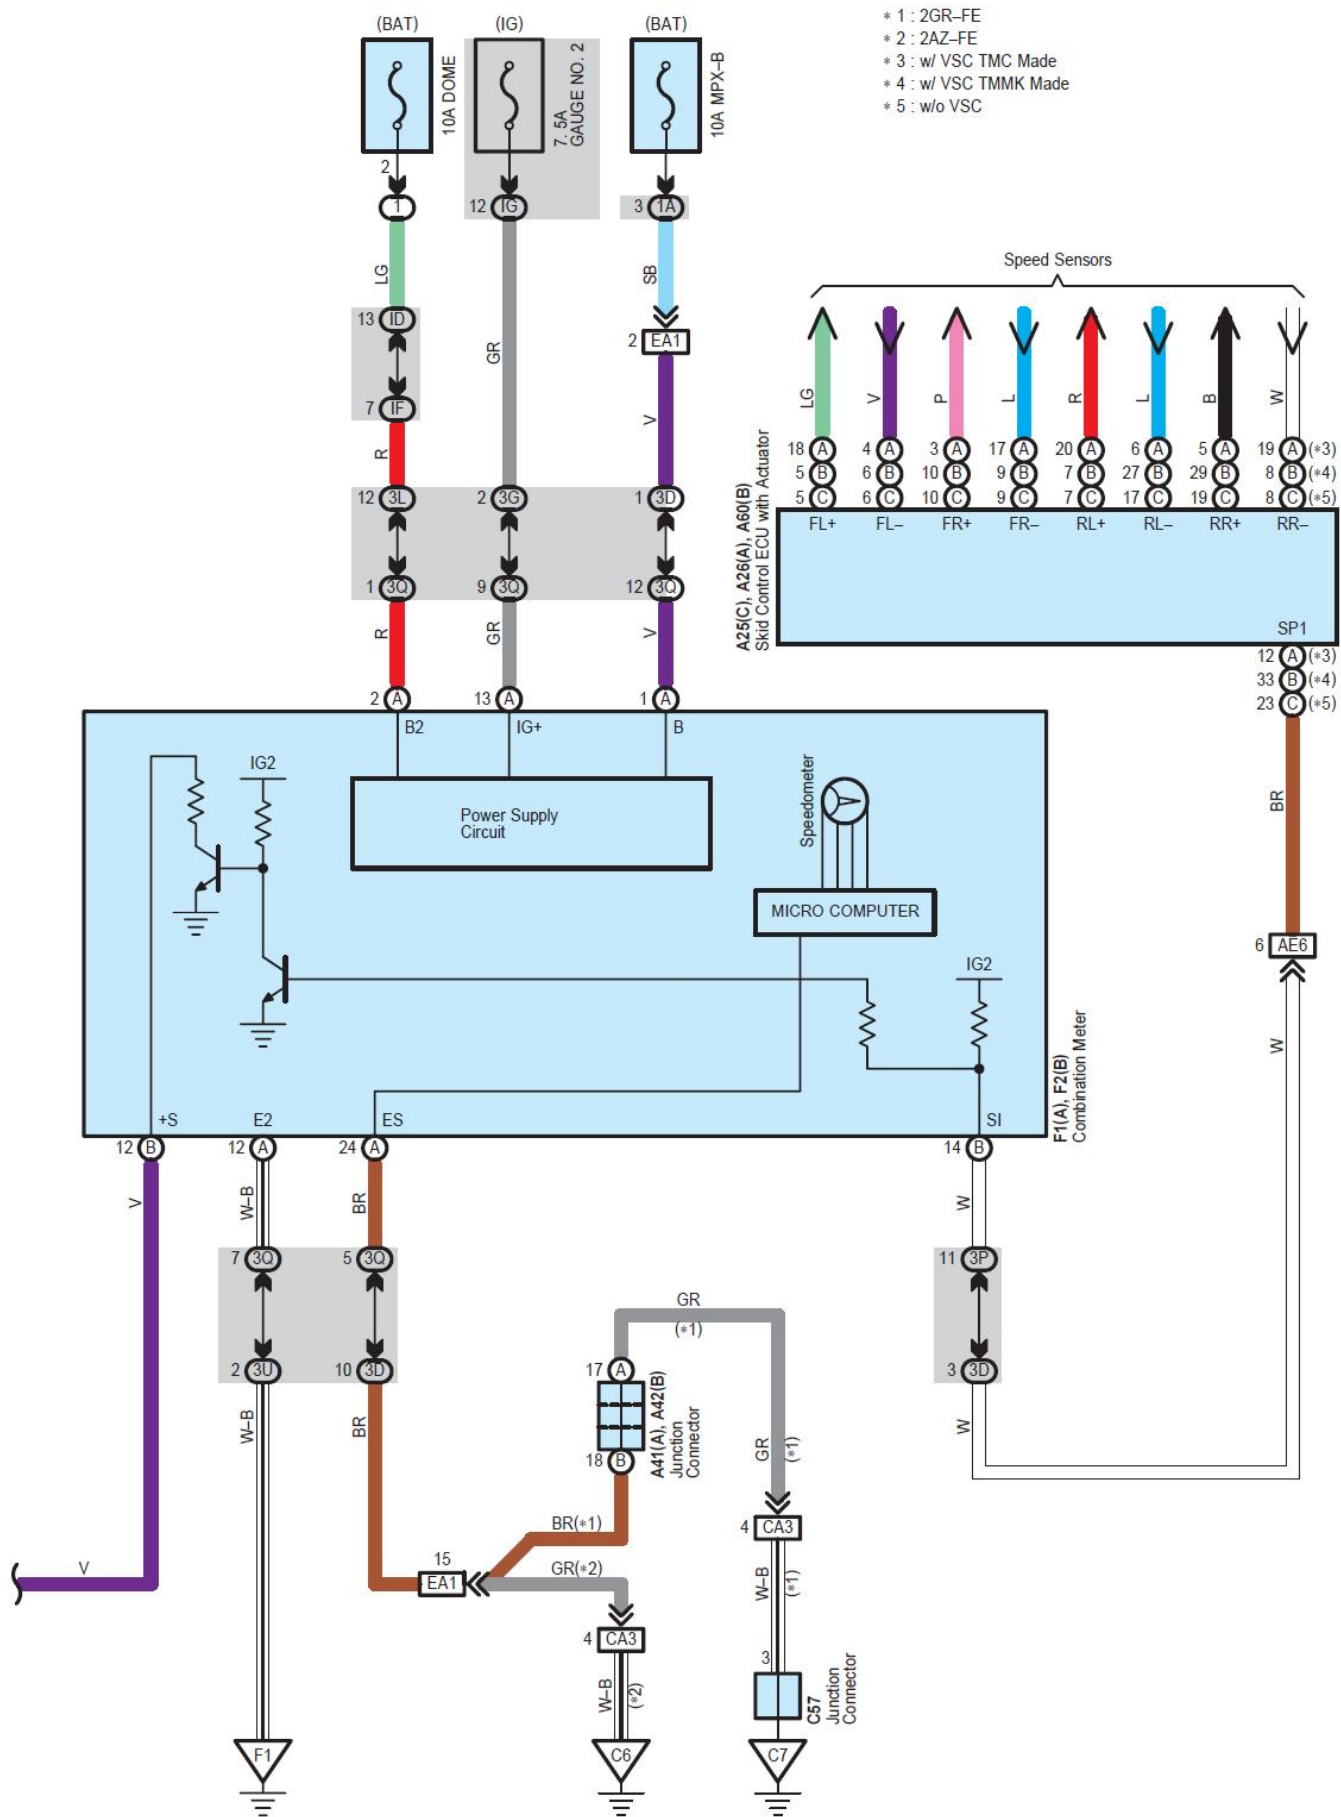 (BAT)
(IG)
(BAT)
10A DOME
7. 5A
GAUGE NO. 2
10A MPX–B
∗ 1 : 2GR–FE
∗ 2 : 2AZ–FE
∗ 3 : w/ VSC TMC Made
∗ 4 : w/ VSC TMMK Made
∗ 5 : w/o VSC
2
1
12 IG
3 1A
LG
GR
SB
13 ID
7 IF
2 EA1
R
V
12 3L
2 3G
1 3D
1 3Q
9 3Q
12 3Q
R
GR
V
2 A
13 A
1 A
Speed Sensors
LG
V
P
L
R
L
B
W
18 A
4 A
3 A
17 A
20 A
6 A
5 A
19 A (∗3)
5 B
6 B
10 B
9 B
7 B
27 B
29 B
8 B (∗4)
5 C
6 C
10 C
9 C
7 C
17 C
19 C
8 C (∗5)
FL+
FL–
FR+
FR–
RL+
RL–
RR+
RR–
A25(C), A26(A), A60(B)
Skid Control ECU with Actuator
SP1
12 A (∗3)
33 B (∗4)
23 C (∗5)
BR
6 AE6
W
B2
IG+
B
IG2
Power Supply
Circuit
Speedometer
MICRO COMPUTER
IG2
F1(A), F2(B)
Combination Meter
+S
E2
ES
SI
12 B
12 A
24 A
14 B
V
W–B
BR
W
7 3Q
5 3Q
11 3P
2 3U
10 3D
3 3D
W–B
BR
W
GR
(∗1)
17 A
A41(A), A42(B)
Junction
Connector
18 B
GR
(∗1)
BR(∗1)
4 CA3
V
15
EA1
GR(∗2)
4 CA3
W–B
(∗1)
W–B
(∗2)
3
C57
Junction
Connector
F1
C6
C7